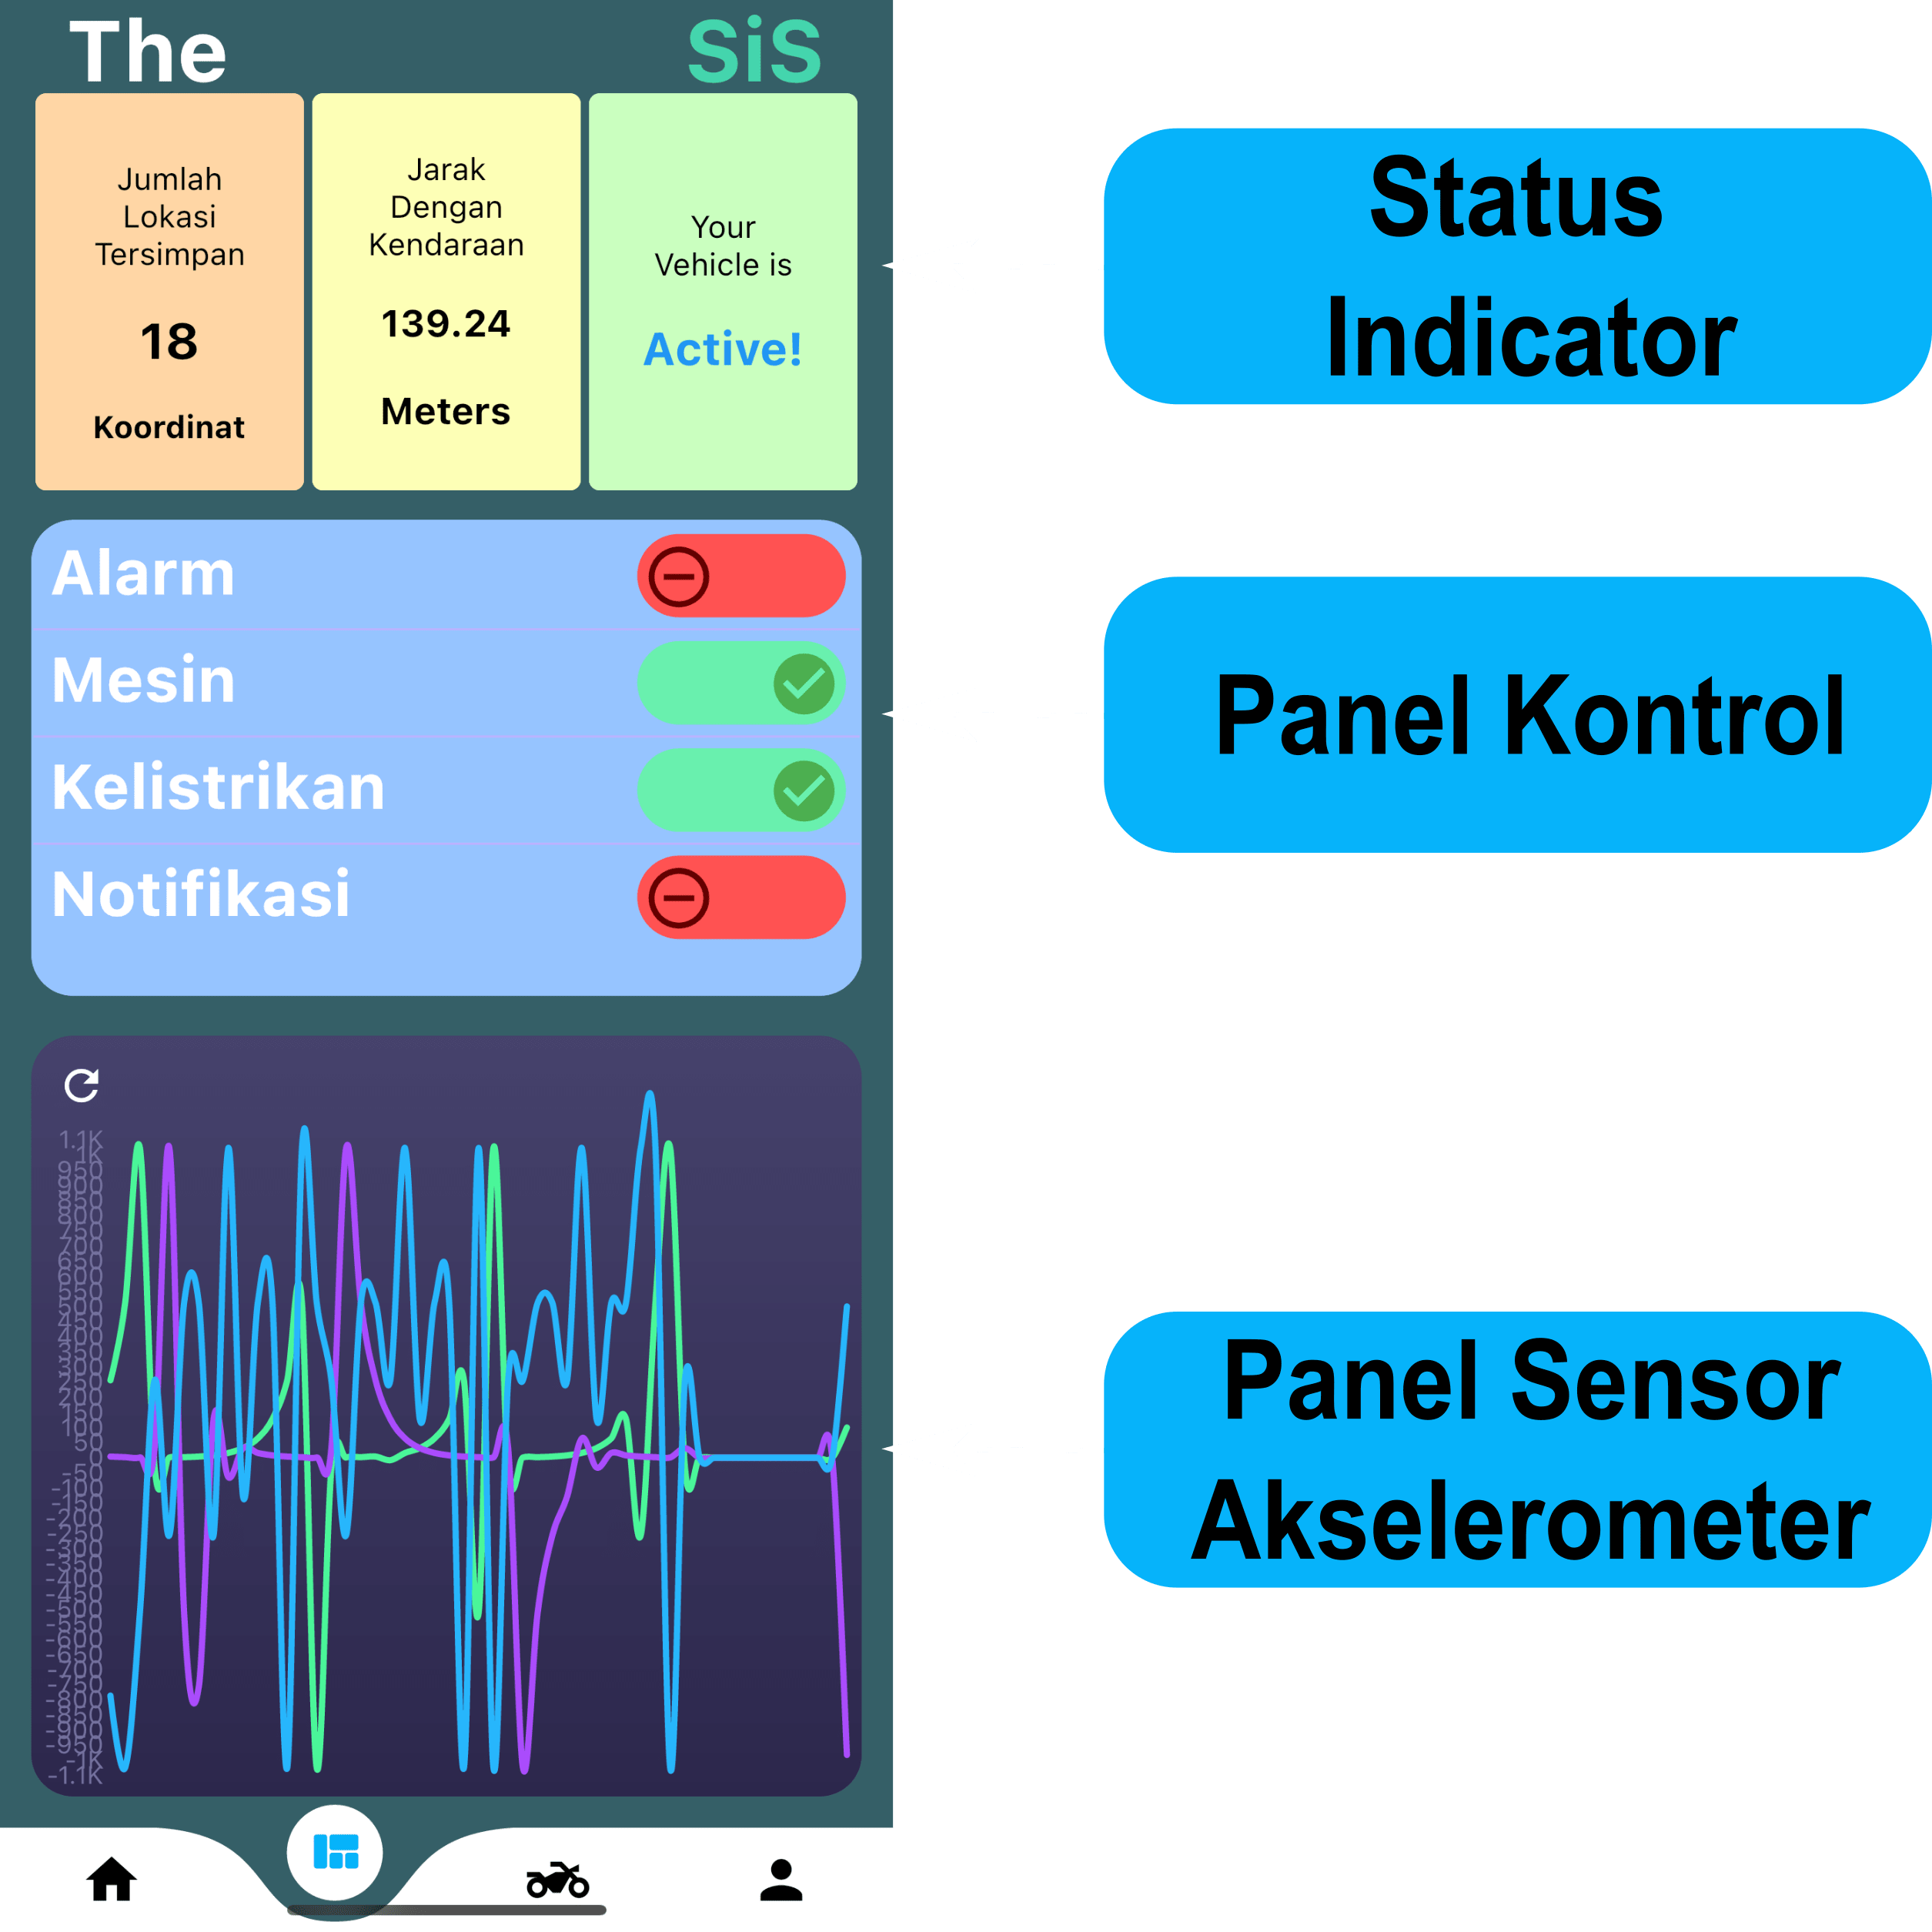 The SiS
Jumlah
Lokasi
Tersimpan
18
Koordinat
Jarak
Dengan
Kendaraan
139.24
Meters
Your
Vehicle is
Active!
Status
Indicator
Alarm
Mesin
Kelistrikan
Notifikasi
Panel Kontrol
1.1K
1K
950
900
850
800
750
700
650
600
550
500
450
400
350
300
250
200
150
100
50
0
-50
-100
-150
-200
-250
-300
-350
-400
-450
-500
-550
-600
-650
-700
-750
-800
-850
-900
-950
-1K
-1.1K
Panel Sensor
Akselerometer